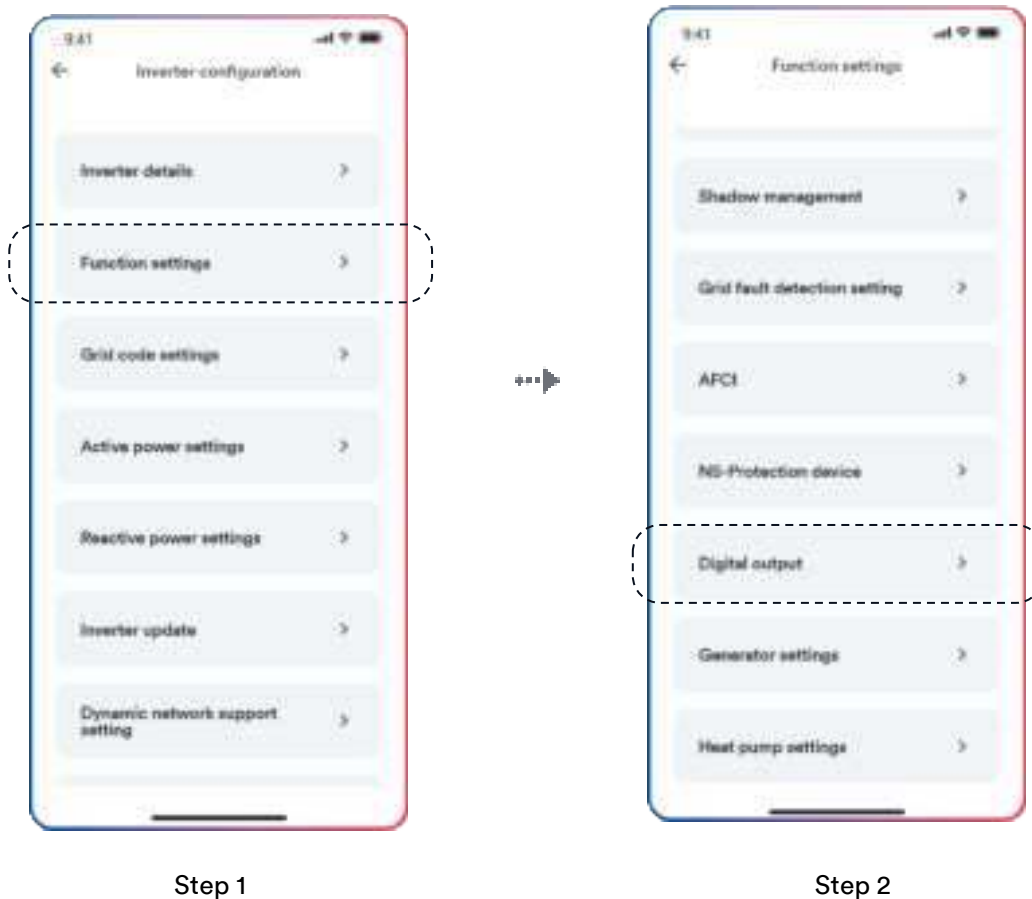 9:41
Inverter configuration
Inverter details
Function settings
Grid code settings
Active power settings
Reactive power settings
Inverter update
Dynamic network support
setting
Step 1
9:41
Function settings
Shadow management
Grid fault detection setting
AFCI
NS-Protection device
Digital output
Generator settings
Heat pump settings
Step 2